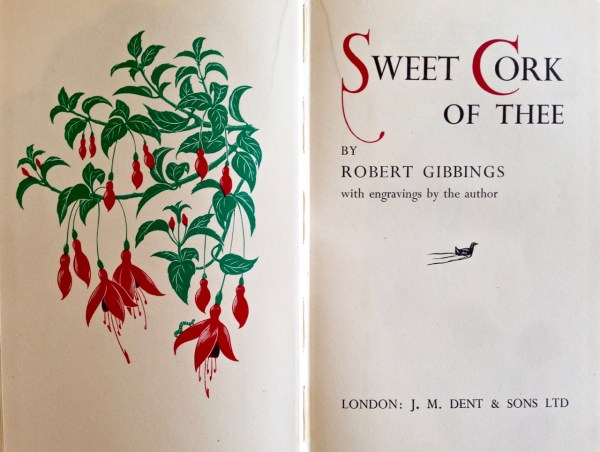 SWEET CORK
OF THEE
BY
ROBERT GIBBINGS
with engravings by the author
LONDON: J. M. DENT & SONS LTD